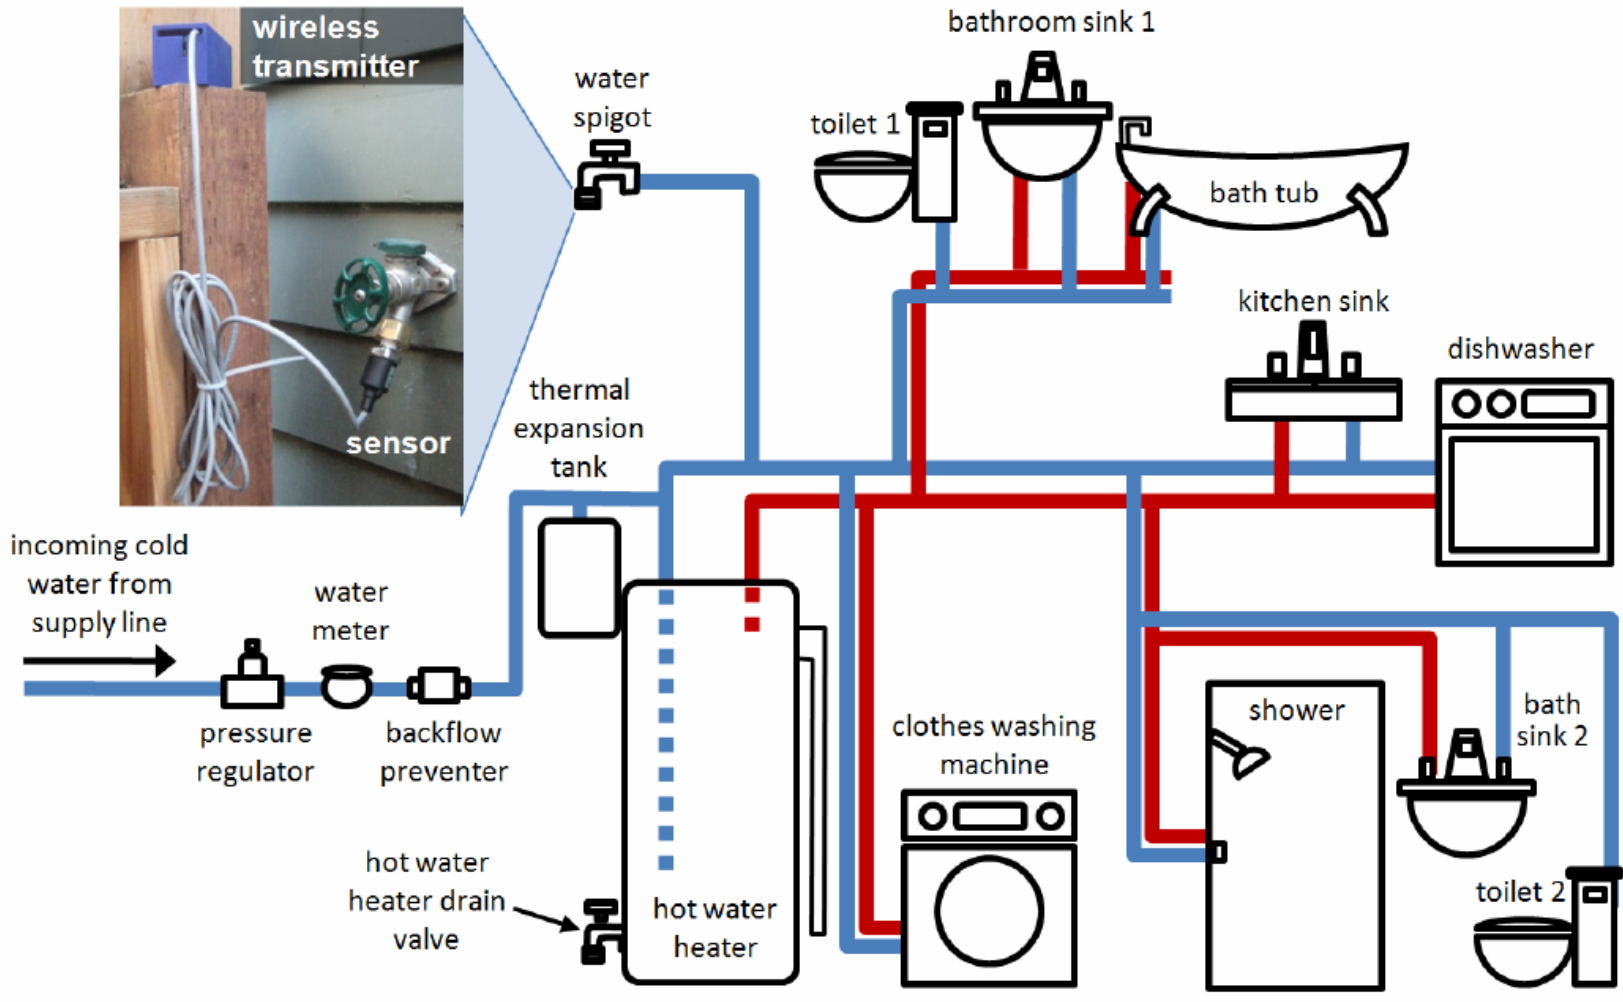 wireless
transmitter
sensor
water
spigot
bathroom sink 1
toilet 1
bath tub
kitchen sink
dishwasher
thermal
expansion
tank
incoming cold
water from
supply line
water
meter
pressure
regulator
backflow
preventer
hot water
heater drain
valve
hot water
heater
clothes washing
machine
shower
bath
sink 2
toilet 2